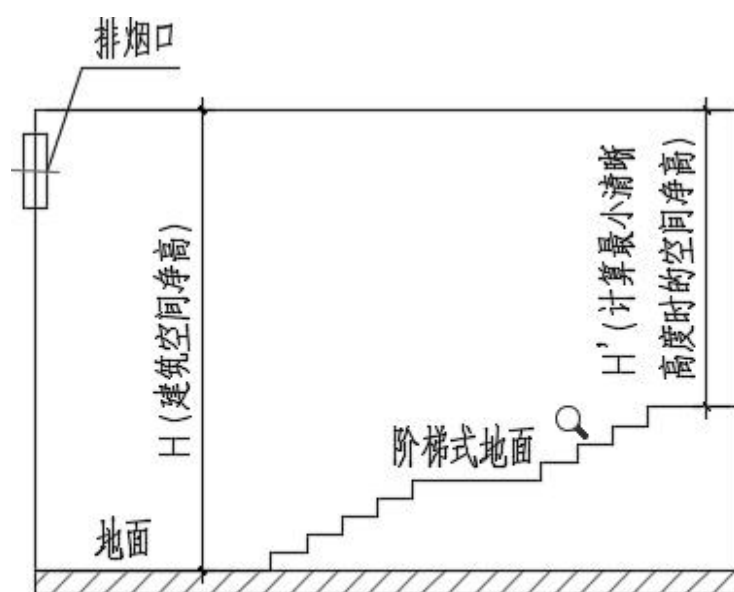 排烟口
H(建筑空间净高)
H'(计算最小清晰
高度时的空间净高)
阶梯式地面
地面